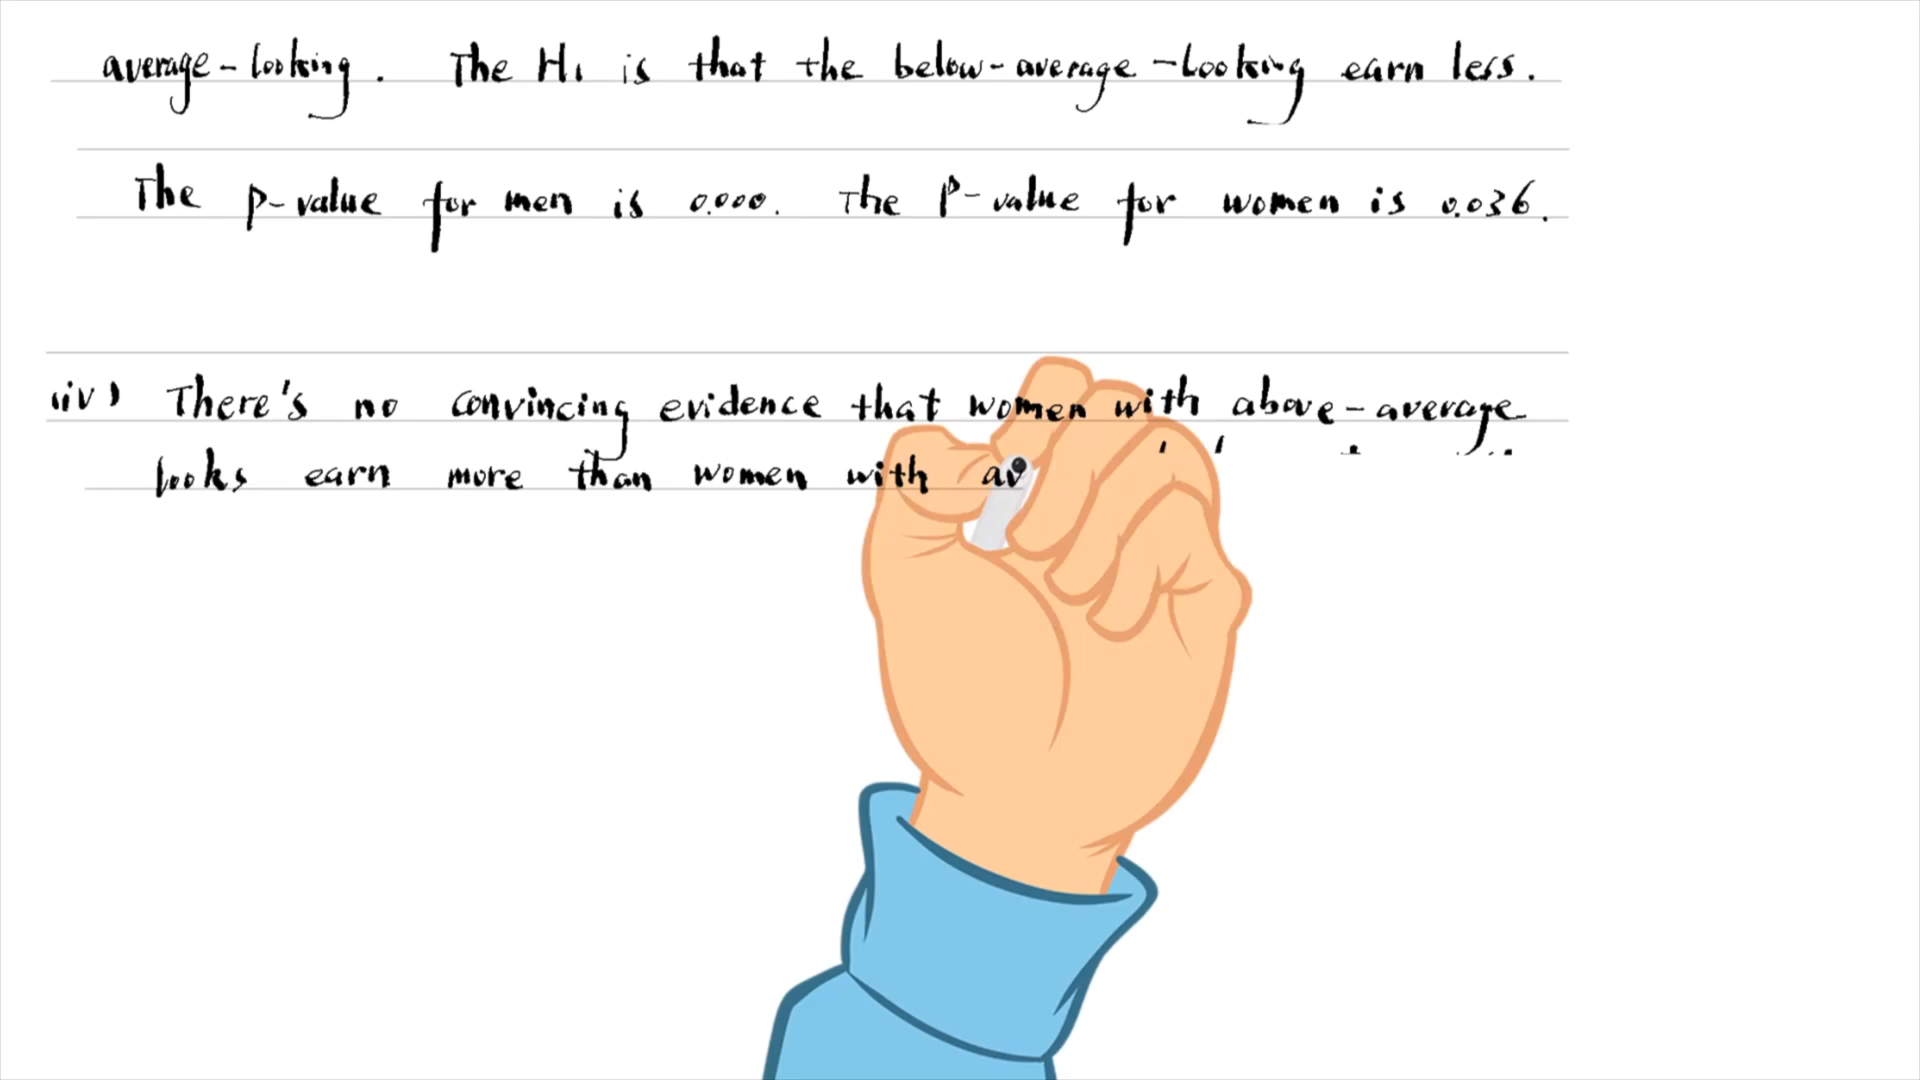 average-looking. The H1 is that the below-average-looking earn less.
The p-value for men is 0.000. The P-value for women is 0.036.
(iv) There's no convincing evidence that women with above-average
looks earn more than women with av